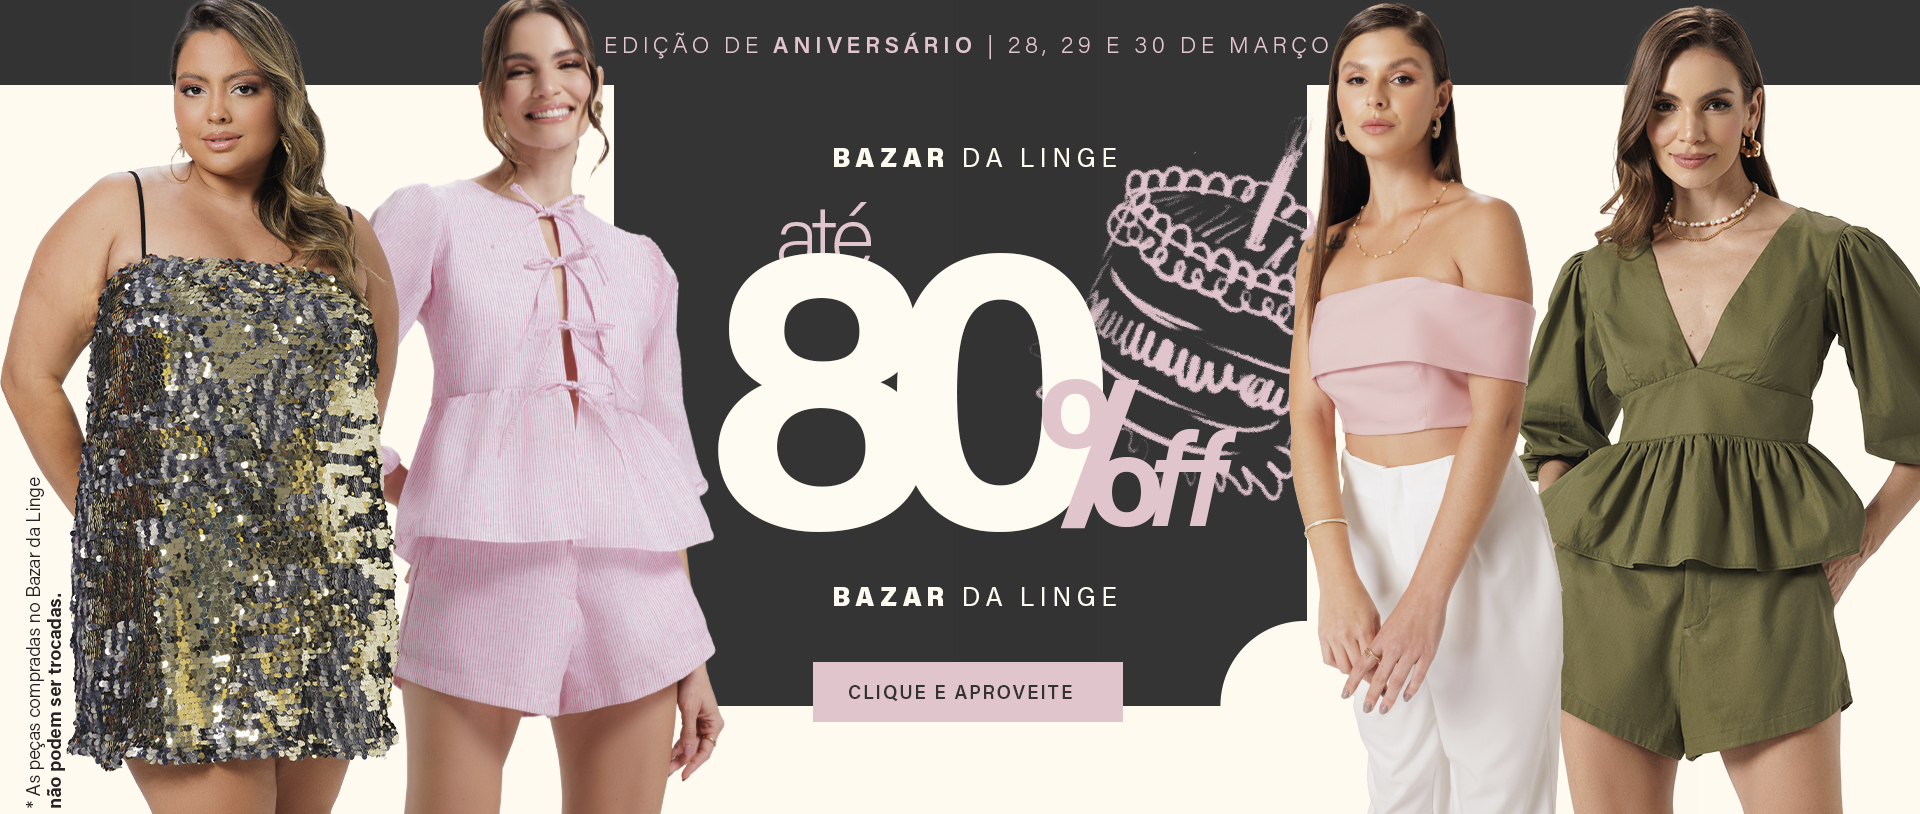 EDIÇÃO DE ANIVERSÁRIO | 28, 29 E 30 DE MARÇO
BAZAR DA LINGE
até
80%off
BAZAR DA LINGE
CLIQUE E APROVEITE
* As peças compradas no Bazar da Linge
não podem ser trocadas.